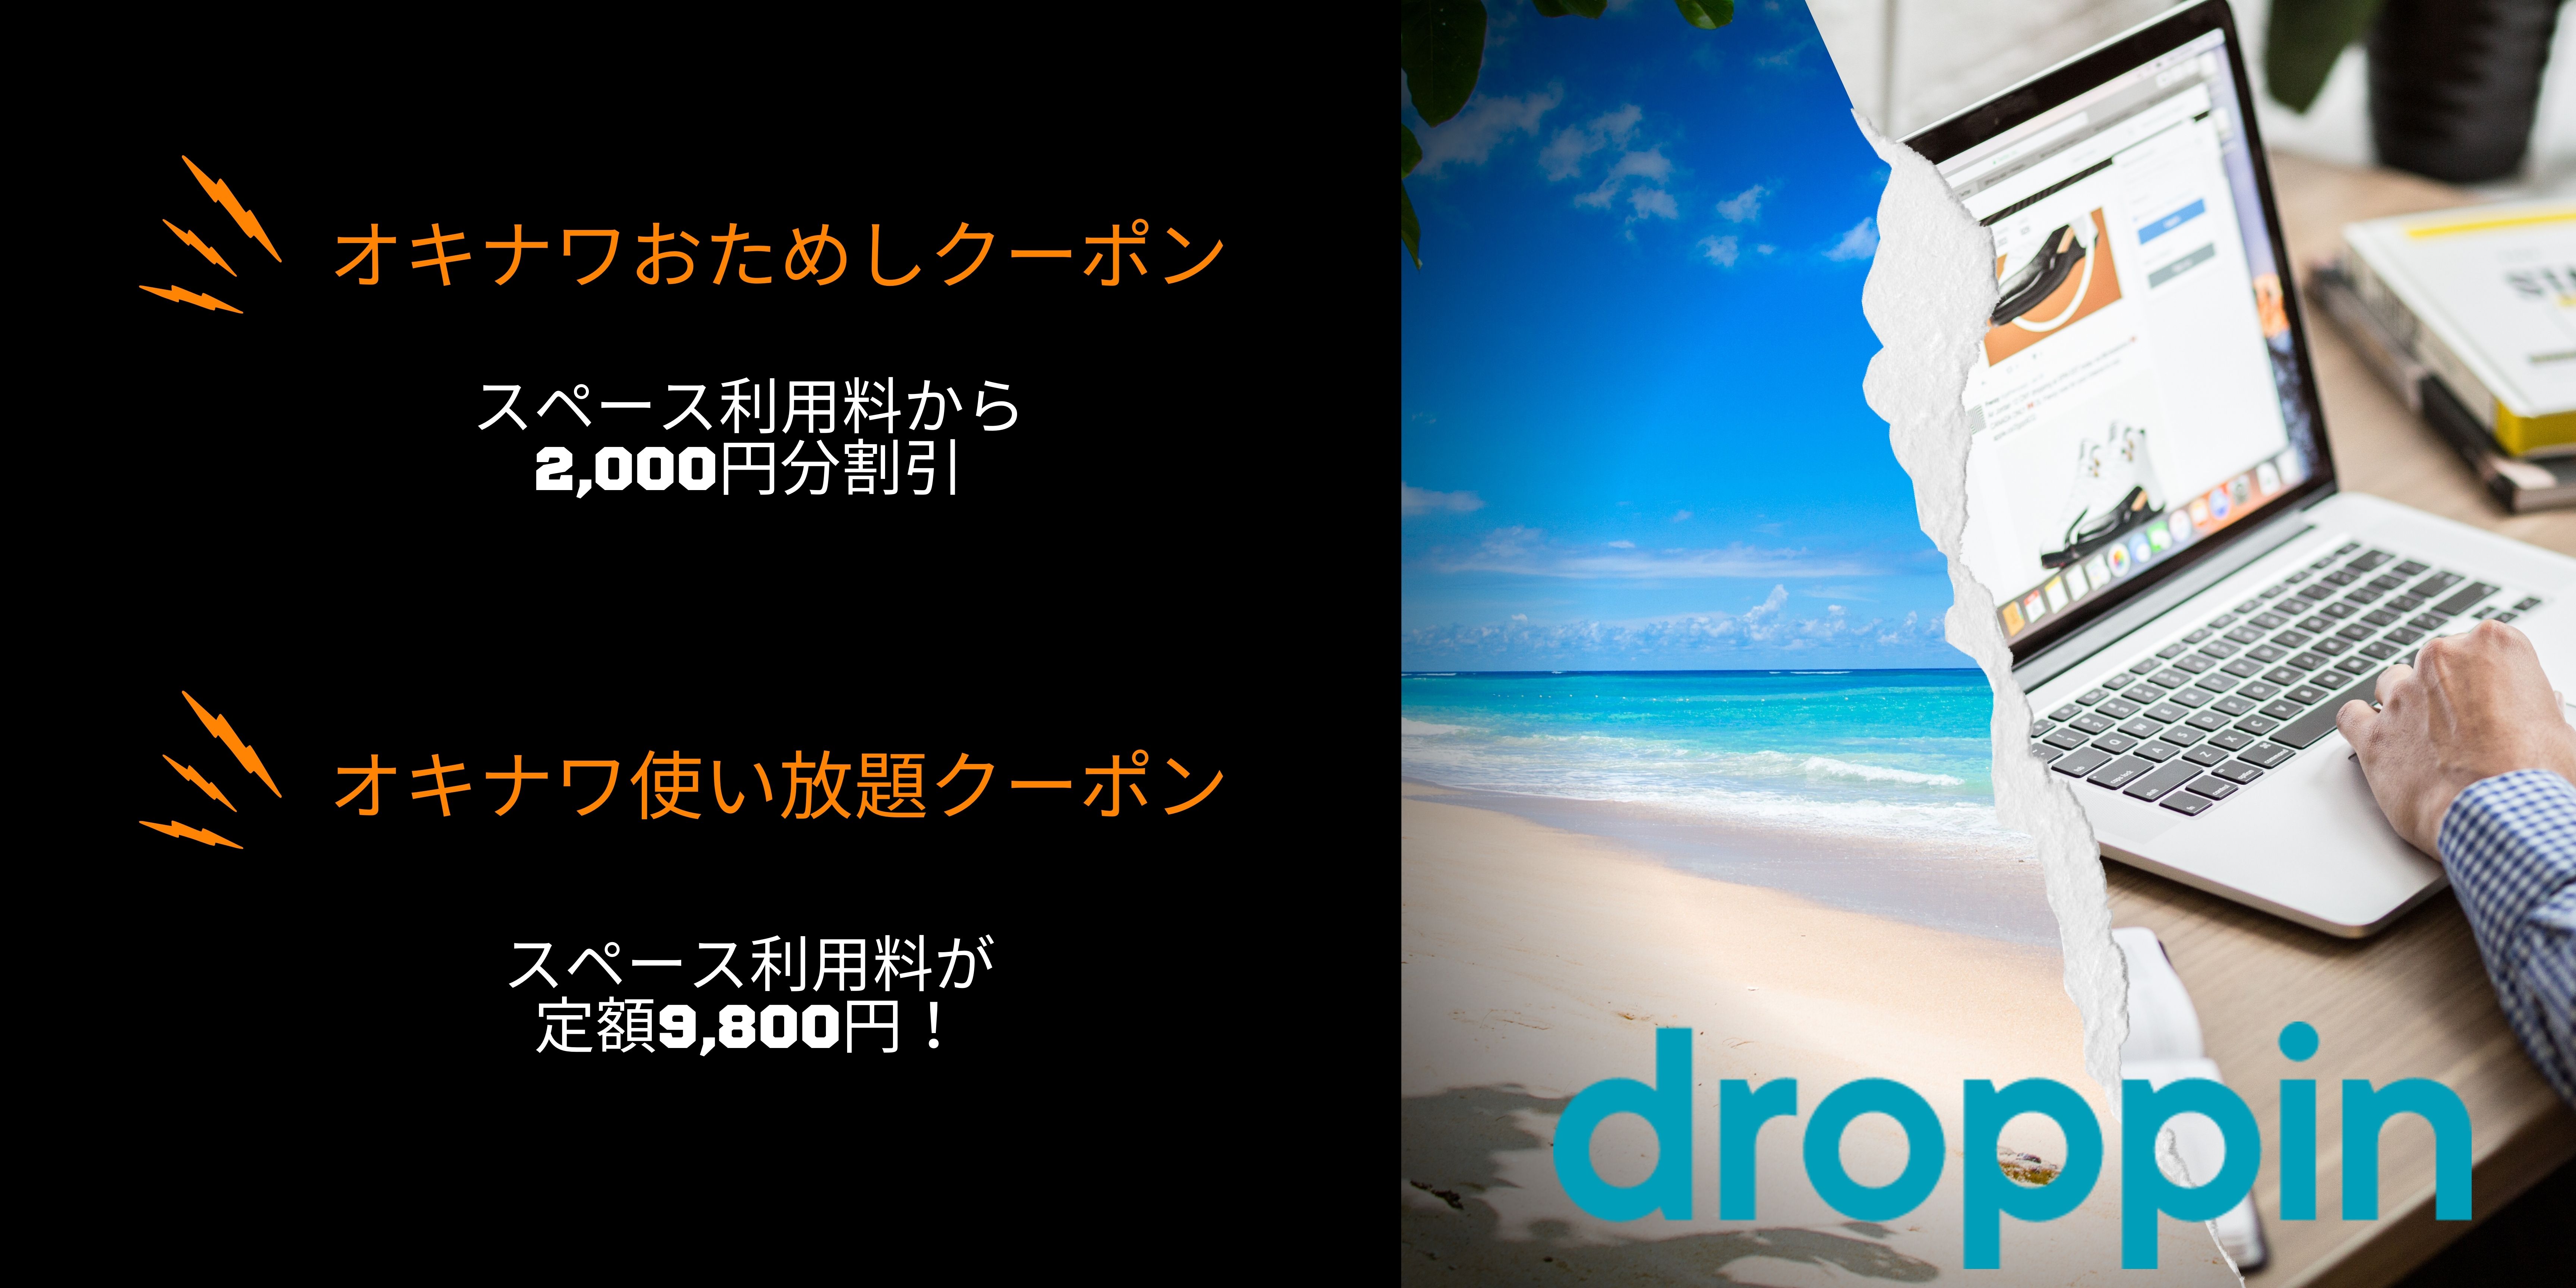 オキナワおためしクーポン
スペース利用料から
2,000円分割引
オキナワ使い放題クーポン
スペース利用料が
定額9,800円！
droppin